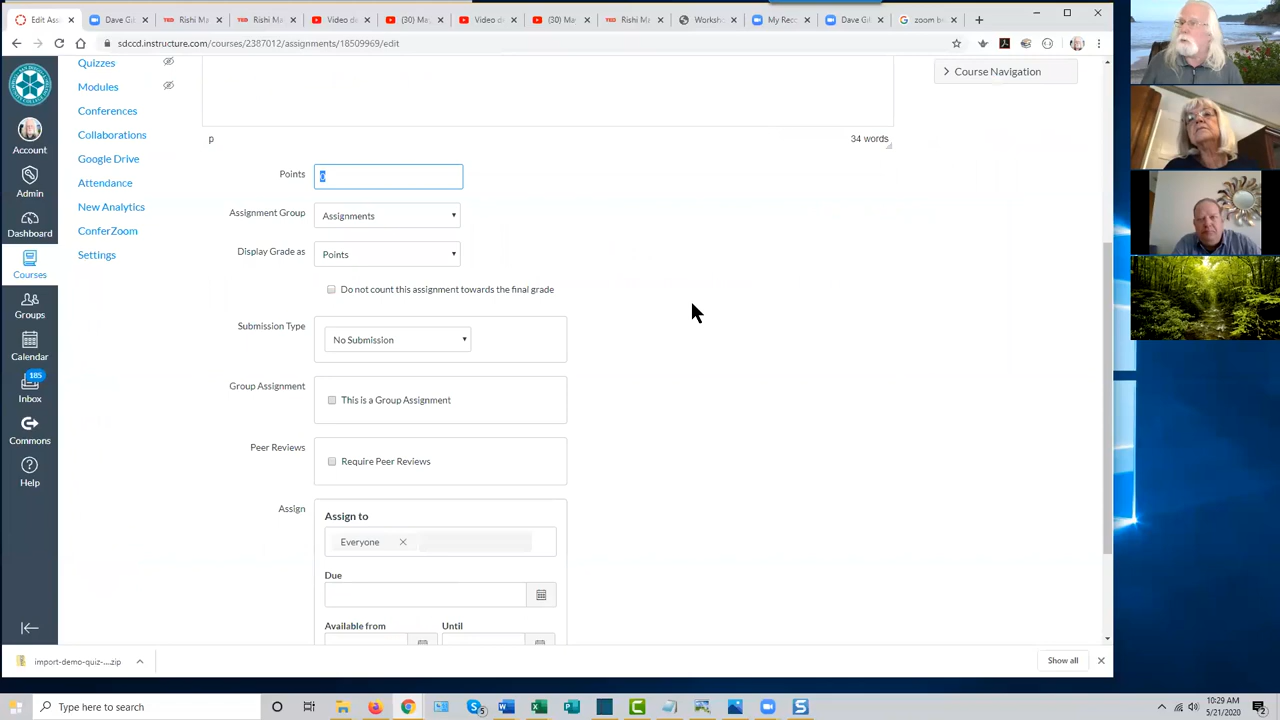 Edit Ass
Dave Gil
Rishi Ma
Rishi Ma
Video de
(30) Ma
Video de
(30) Ma
Rishi Me
Worksh
My Reco
Dave Gil
zoom b
sdccd.instructure.com/courses/2387012/assignments/18509969/edit
Quizzes
Modules
Conferences
Collaborations
Google Drive
Attendance
New Analytics
ConferZoom
Settings
Account
Admin
Dashboard
Courses
Groups
Calendar
185
Inbox
Commons
Help
Course Navigation
p
34 words
Points
0
Assignment Group
Assignments
Display Grade as
Points
Do not count this assignment towards the final grade
Submission Type
No Submission
Group Assignment
This is a Group Assignment
Peer Reviews
Require Peer Reviews
Assign
Assign to
Everyone
Due
Available from
Until
import-demo-quiz-....zip
Show all
Type here to search
10:29 AM
5/21/2020